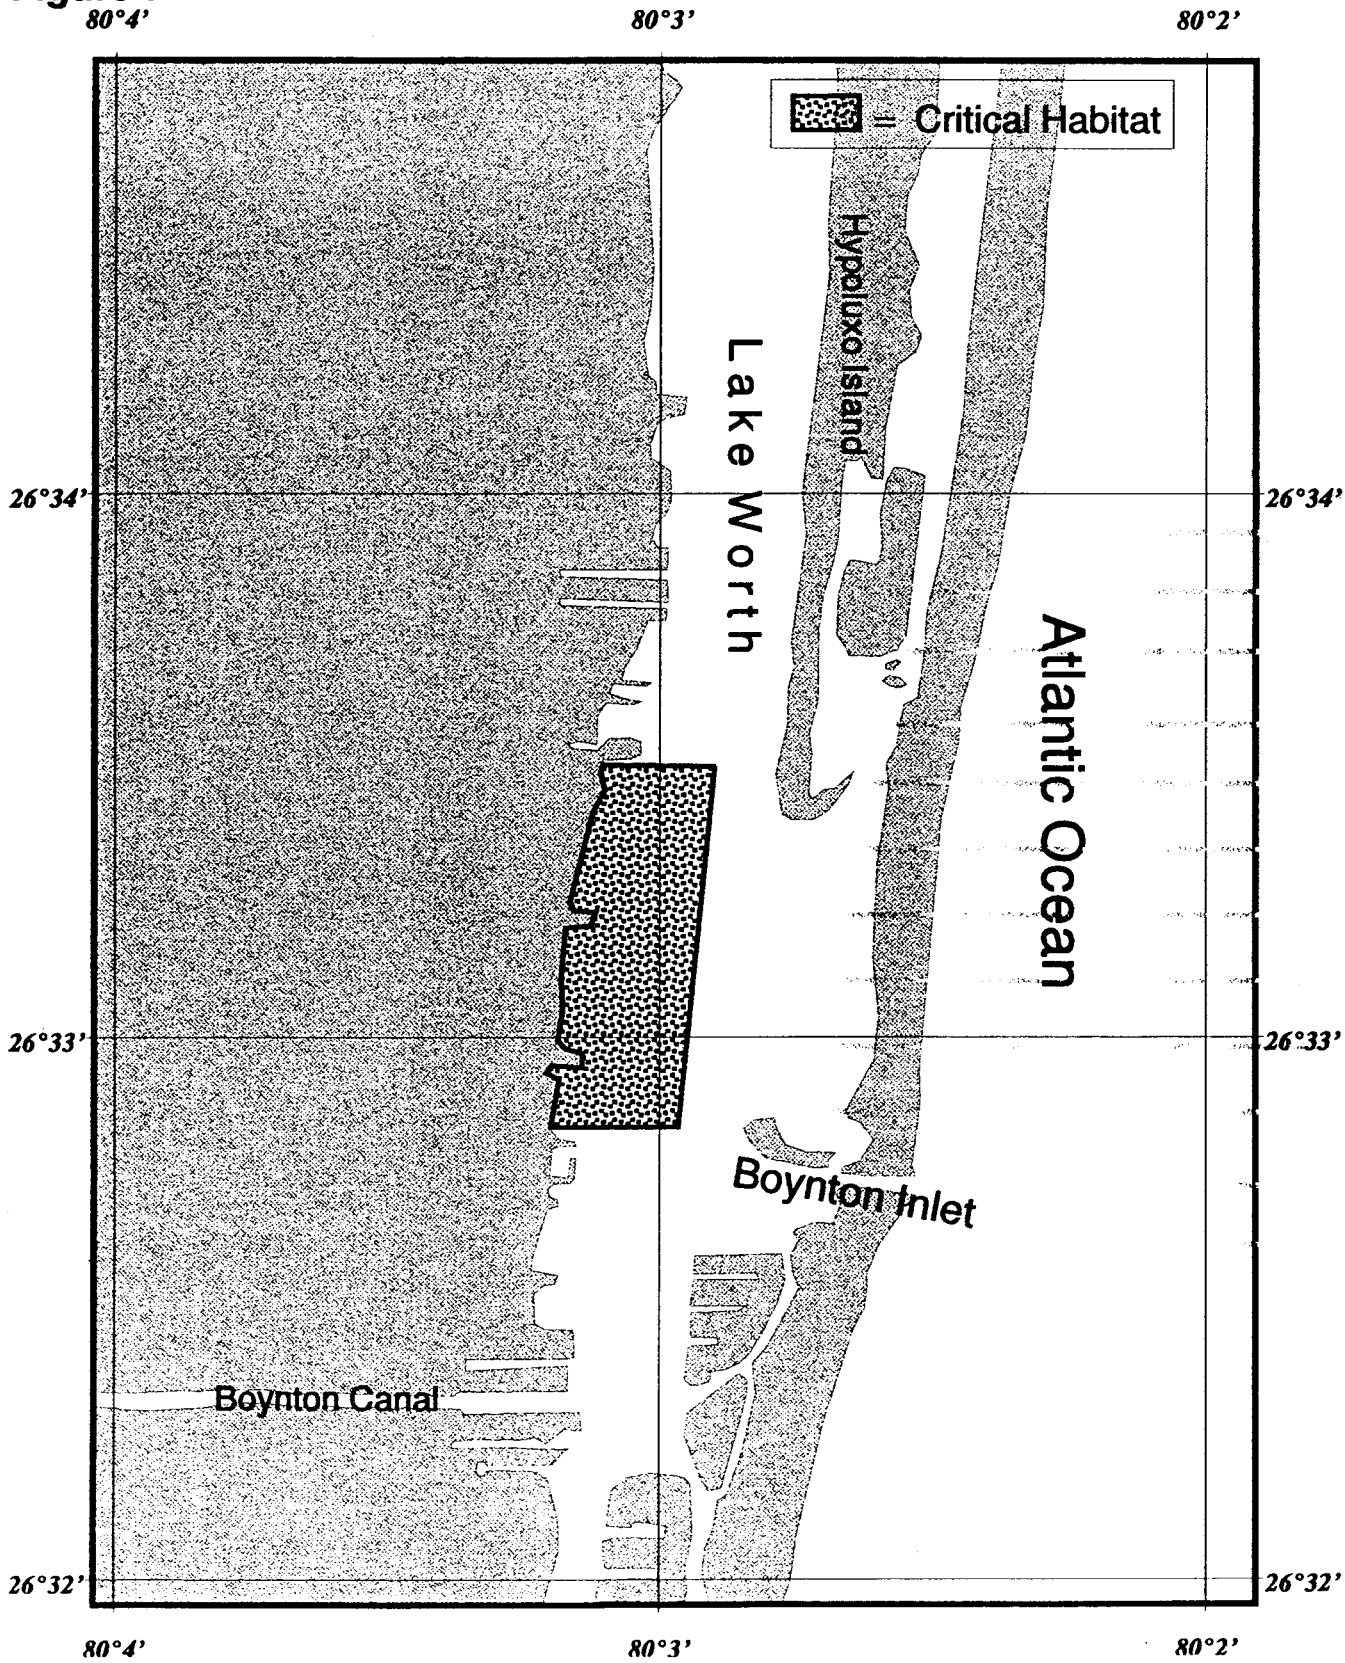 80°4' 80°3' 80°2'
= Critical Habitat
Hypoluxo Island
Lake Worth
26°34' 26°34'
Atlantic Ocean
26°33' 26°33'
Boynton Inlet
Boynton Canal
26°32' 26°32'
80°4' 80°3' 80°2'